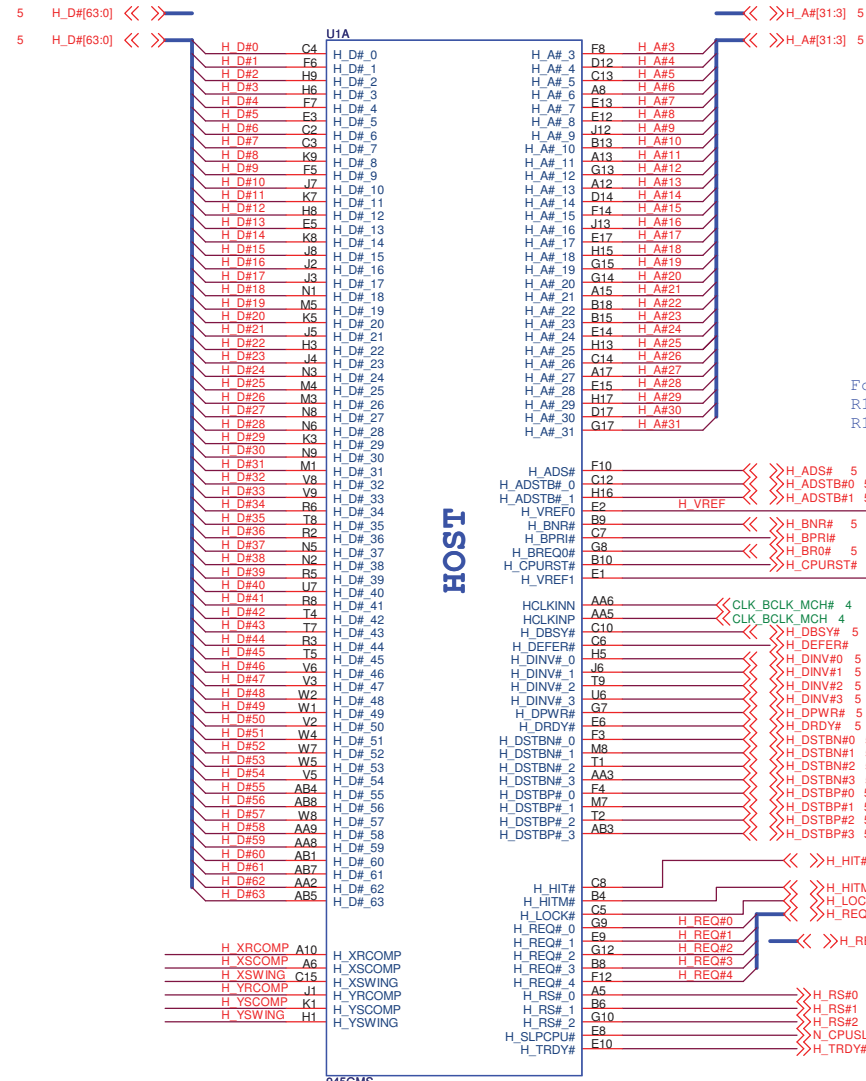 5 H_D#[63:0]
H_A#[31:3] 5
5 H_D#[63:0]
H_A#[31:3] 5
U1A
H_D#0 C4 H_D#_0 H_A#_3 F8 H_A#3
H_D#1 F6 H_D#_1 H_A#_4 D12 H_A#4
H_D#2 H9 H_D#_2 H_A#_5 C13 H_A#5
H_D#3 H6 H_D#_3 H_A#_6 A8 H_A#6
H_D#4 F7 H_D#_4 H_A#_7 E13 H_A#7
H_D#5 E3 H_D#_5 H_A#_8 E12 H_A#8
H_D#6 C2 H_D#_6 H_A#_9 J12 H_A#9
H_D#7 C3 H_D#_7 H_A#_10 B13 H_A#10
H_D#8 K9 H_D#_8 H_A#_11 A13 H_A#11
H_D#9 F5 H_D#_9 H_A#_12 G13 H_A#12
H_D#10 J7 H_D#_10 H_A#_13 A12 H_A#13
H_D#11 K7 H_D#_11 H_A#_14 D14 H_A#14
H_D#12 H8 H_D#_12 H_A#_15 F14 H_A#15
H_D#13 E5 H_D#_13 H_A#_16 J13 H_A#16
H_D#14 K8 H_D#_14 H_A#_17 E17 H_A#17
H_D#15 J8 H_D#_15 H_A#_18 H15 H_A#18
H_D#16 J2 H_D#_16 H_A#_19 G15 H_A#19
H_D#17 J3 H_D#_17 H_A#_20 G14 H_A#20
H_D#18 N1 H_D#_18 H_A#_21 A15 H_A#21
H_D#19 M5 H_D#_19 H_A#_22 B18 H_A#22
H_D#20 K5 H_D#_20 H_A#_23 B15 H_A#23
H_D#21 J5 H_D#_21 H_A#_24 E14 H_A#24
H_D#22 H3 H_D#_22 H_A#_25 H13 H_A#25
H_D#23 J4 H_D#_23 H_A#_26 C14 H_A#26
H_D#24 N3 H_D#_24 H_A#_27 A17 H_A#27
H_D#25 M4 H_D#_25 H_A#_28 E15 H_A#28
H_D#26 M3 H_D#_26 H_A#_29 H17 H_A#29
H_D#27 N8 H_D#_27 H_A#_30 D17 H_A#30
H_D#28 N6 H_D#_28 H_A#_31 G17 H_A#31
H_D#29 K3 H_D#_29
H_D#30 N9 H_D#_30
H_D#31 M1 H_D#_31 H_ADS# F10 H_ADS# 5
H_D#32 V8 H_D#_32 H_ADSTB#_0 C12 H_ADSTB#0 5
H_D#33 V9 H_D#_33 H_ADSTB#_1 H16 H_ADSTB#1 5
H_D#34 R6 H_D#_34 H_VREF0 E2 H_VREF
H_D#35 T8 H_D#_35 H_BNR# B9 H_BNR# 5
H_D#36 R2 H_D#_36 H_BPRI# C7 H_BPRI#
H_D#37 N5 H_D#_37 H_BREQ0# G8 H_BR0# 5
H_D#38 N2 H_D#_38 H_CPURST# B10 H_CPURST#
H_D#39 R5 H_D#_39 H_VREF1 E1
H_D#40 U7 H_D#_40
H_D#41 R8 H_D#_41 HCLKINN AA6 CLK_BCLK_MCH# 4
H_D#42 T4 H_D#_42 HCLKINP AA5 CLK_BCLK_MCH 4
H_D#43 T7 H_D#_43 H_DBSY# C10 H_DBSY# 5
H_D#44 R3 H_D#_44 H_DEFER# C6 H_DEFER#
H_D#45 T5 H_D#_45 H_DINV#_0 H5 H_DINV#0 5
H_D#46 V6 H_D#_46 H_DINV#_1 J6 H_DINV#1 5
H_D#47 V3 H_D#_47 H_DINV#_2 T9 H_DINV#2 5
H_D#48 W2 H_D#_48 H_DINV#_3 U6 H_DINV#3 5
H_D#49 W1 H_D#_49 H_DPWR# G7 H_DPWR# 5
H_D#50 V2 H_D#_50 H_DRDY# E6 H_DRDY# 5
H_D#51 W4 H_D#_51 H_DSTBN#_0 F3 H_DSTBN#0
H_D#52 W7 H_D#_52 H_DSTBN#_1 M8 H_DSTBN#1
H_D#53 W5 H_D#_53 H_DSTBN#_2 T1 H_DSTBN#2
H_D#54 V5 H_D#_54 H_DSTBN#_3 AA3 H_DSTBN#3
H_D#55 AB4 H_D#_55 H_DSTBP#_0 F4 H_DSTBP#0
H_D#56 AB8 H_D#_56 H_DSTBP#_1 M7 H_DSTBP#1
H_D#57 W8 H_D#_57 H_DSTBP#_2 T2 H_DSTBP#2
H_D#58 AA9 H_D#_58 H_DSTBP#_3 AB3 H_DSTBP#3
H_D#59 AA8 H_D#_59
H_D#60 AB1 H_D#_60
H_D#61 AB7 H_D#_61
H_D#62 AA2 H_D#_62 H_HIT# C8 H_HIT#
H_D#63 AB5 H_D#_63 H_HITM# B4
H_LOCK# C5
H_REQ#_0 G9 H_REQ#0
H_REQ#_1 E9 H_REQ#1
H_XRCOMP A10 H_XRCOMP H_REQ#_2 G12 H_REQ#2
H_XSCOMP A6 H_XSCOMP H_REQ#_3 B8 H_REQ#3
H_XSWING C15 H_XSWING H_REQ#_4 F12 H_REQ#4
H_YRCOMP J1 H_YRCOMP H_RS#_0 A5 H_RS#0
H_YSCOMP K1 H_YSCOMP H_RS#_1 B6 H_RS#1
H_YSWING H1 H_YSWING H_RS#_2 G10 H_RS#2
H_SLPCPU# E8
H_TRDY# E10 H_TRDY#
HOST
945GMS